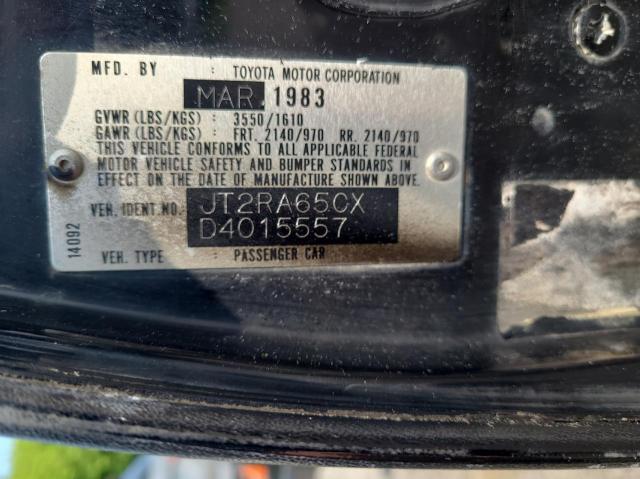 MFD. BY : TOYOTA MOTOR CORPORATION
MAR. 1983
GVWR (LBS/KGS) : 3550/1610
GAWR (LBS/KGS) : FRT. 2140/970 RR. 2140/970
THIS VEHICLE CONFORMS TO ALL APPLICABLE FEDERAL
MOTOR VEHICLE SAFETY AND BUMPER STANDARDS IN
EFFECT ON THE DATE OF MANUFACTURE SHOWN ABOVE.
VEH. IDENT.NO. : JT2RA65CX
D4015557
VEH. TYPE : PASSENGER CAR
14092